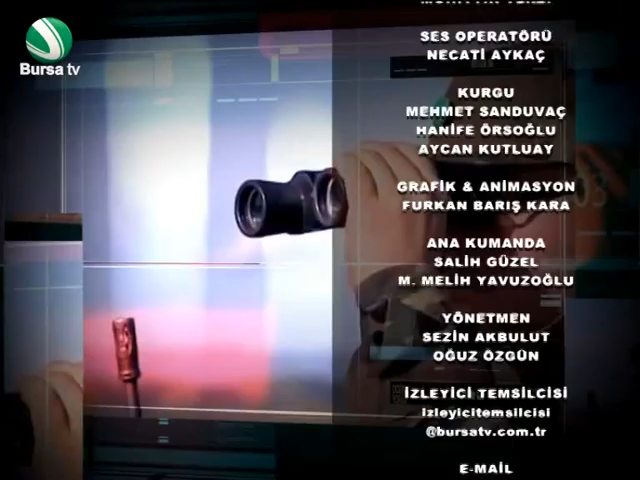 Bursa tv
SES OPERATÖRÜ
NECATİ AYKAÇ
KURGU
MEHMET SANDUVAÇ
HANİFE ÖRSOĞLU
AYCAN KUTLUAY
GRAFİK & ANİMASYON
FURKAN BARIŞ KARA
ANA KUMANDA
SALİH GÜZEL
M. MELİH YAVUZOĞLU
YÖNETMEN
SEZİN AKBULUT
OĞUZ ÖZGÜN
İZLEYİCİ TEMSİLCİSİ
izleyicitemsilcisi
@bursatv.com.tr
E-MAİL